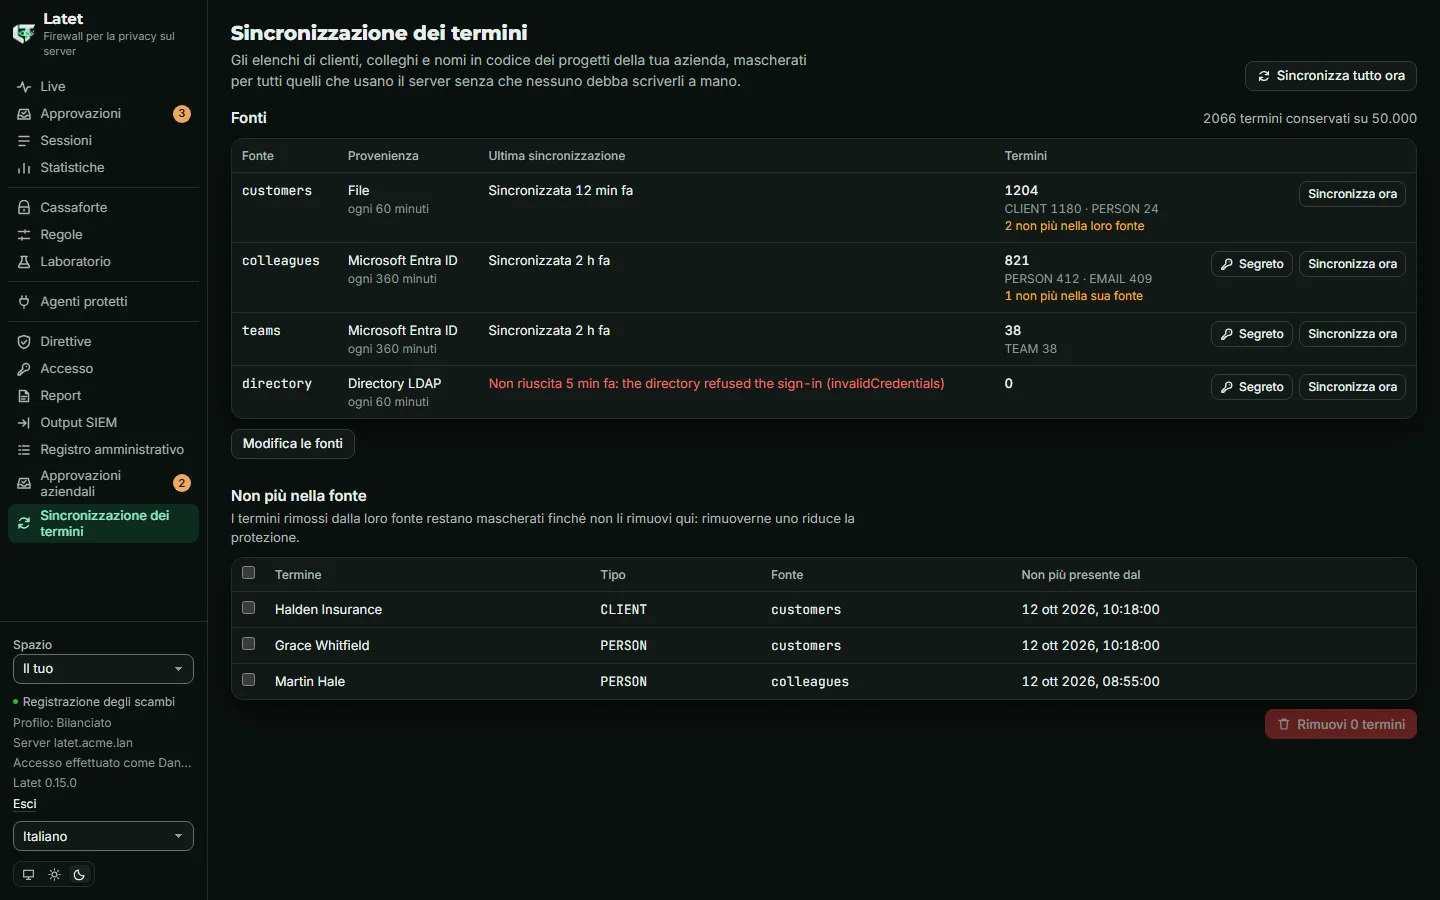 Latet
Firewall per la privacy sul
server
Live
Approvazioni 3
Sessioni
Statistiche
Cassaforte
Regole
Laboratorio
Agenti protetti
Direttive
Accesso
Report
Output SIEM
Registro amministrativo
Approvazioni
aziendali 2
Sincronizzazione dei
termini
Spazio
Il tuo
Registrazione degli scambi
Profilo: Bilanciato
Server latet.acme.lan
Accesso effettuato come Dan...
Latet 0.15.0
Esci
Italiano
Sincronizzazione dei termini
Gli elenchi di clienti, colleghi e nomi in codice dei progetti della tua azienda, mascherati
per tutti quelli che usano il server senza che nessuno debba scriverli a mano.
Sincronizza tutto ora
Fonti
2066 termini conservati su 50.000
Fonte Provenienza Ultima sincronizzazione Termini
customers File Sincronizzata 12 min fa 1204 Sincronizza ora
ogni 60 minuti CLIENT 1180 · PERSON 24
2 non più nella loro fonte
colleagues Microsoft Entra ID Sincronizzata 2 h fa 821 Segreto Sincronizza ora
ogni 360 minuti PERSON 412 · EMAIL 409
1 non più nella sua fonte
teams Microsoft Entra ID Sincronizzata 2 h fa 38 Segreto Sincronizza ora
ogni 360 minuti TEAM 38
directory Directory LDAP Non riuscita 5 min fa: the directory refused the sign-in (invalidCredentials) 0 Segreto Sincronizza ora
ogni 60 minuti
Modifica le fonti
Non più nella fonte
I termini rimossi dalla loro fonte restano mascherati finché non li rimuovi qui: rimuoverne uno riduce la
protezione.
Termine Tipo Fonte Non più presente dal
Halden Insurance CLIENT customers 12 ott 2026, 10:18:00
Grace Whitfield PERSON customers 12 ott 2026, 10:18:00
Martin Hale PERSON colleagues 12 ott 2026, 08:55:00
Rimuovi 0 termini